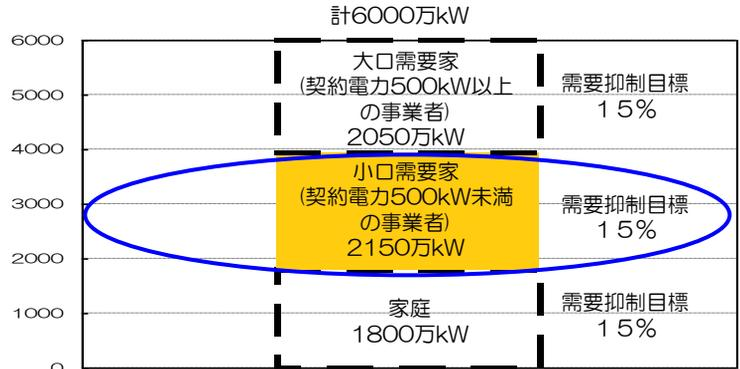 計6000万kW
6000
5000
4000
3000
2000
1000
0
大口需要家
(契約電力500kW以上
の事業者)
2050万kW
需要抑制目標
１５%
小口需要家
(契約電力500kW未満
の事業者)
2150万kW
需要抑制目標
１５%
家庭
1800万kW
需要抑制目標
１５%